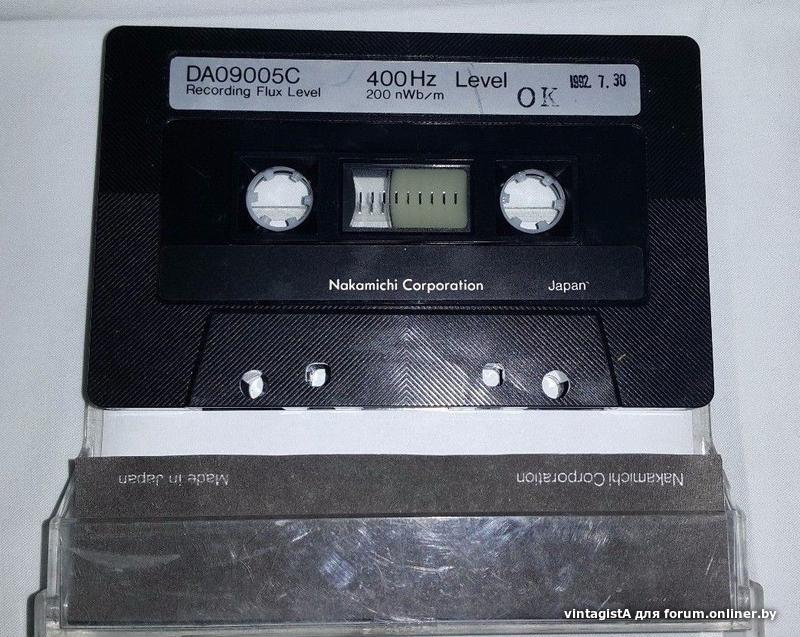 DA09005C 400Hz Level OK 1992. 7. 30
Recording Flux Level 200 nWb/m
Nakamichi Corporation Japan
Made in Japan Nakamichi Corporation
vintagistA для forum.onliner.by